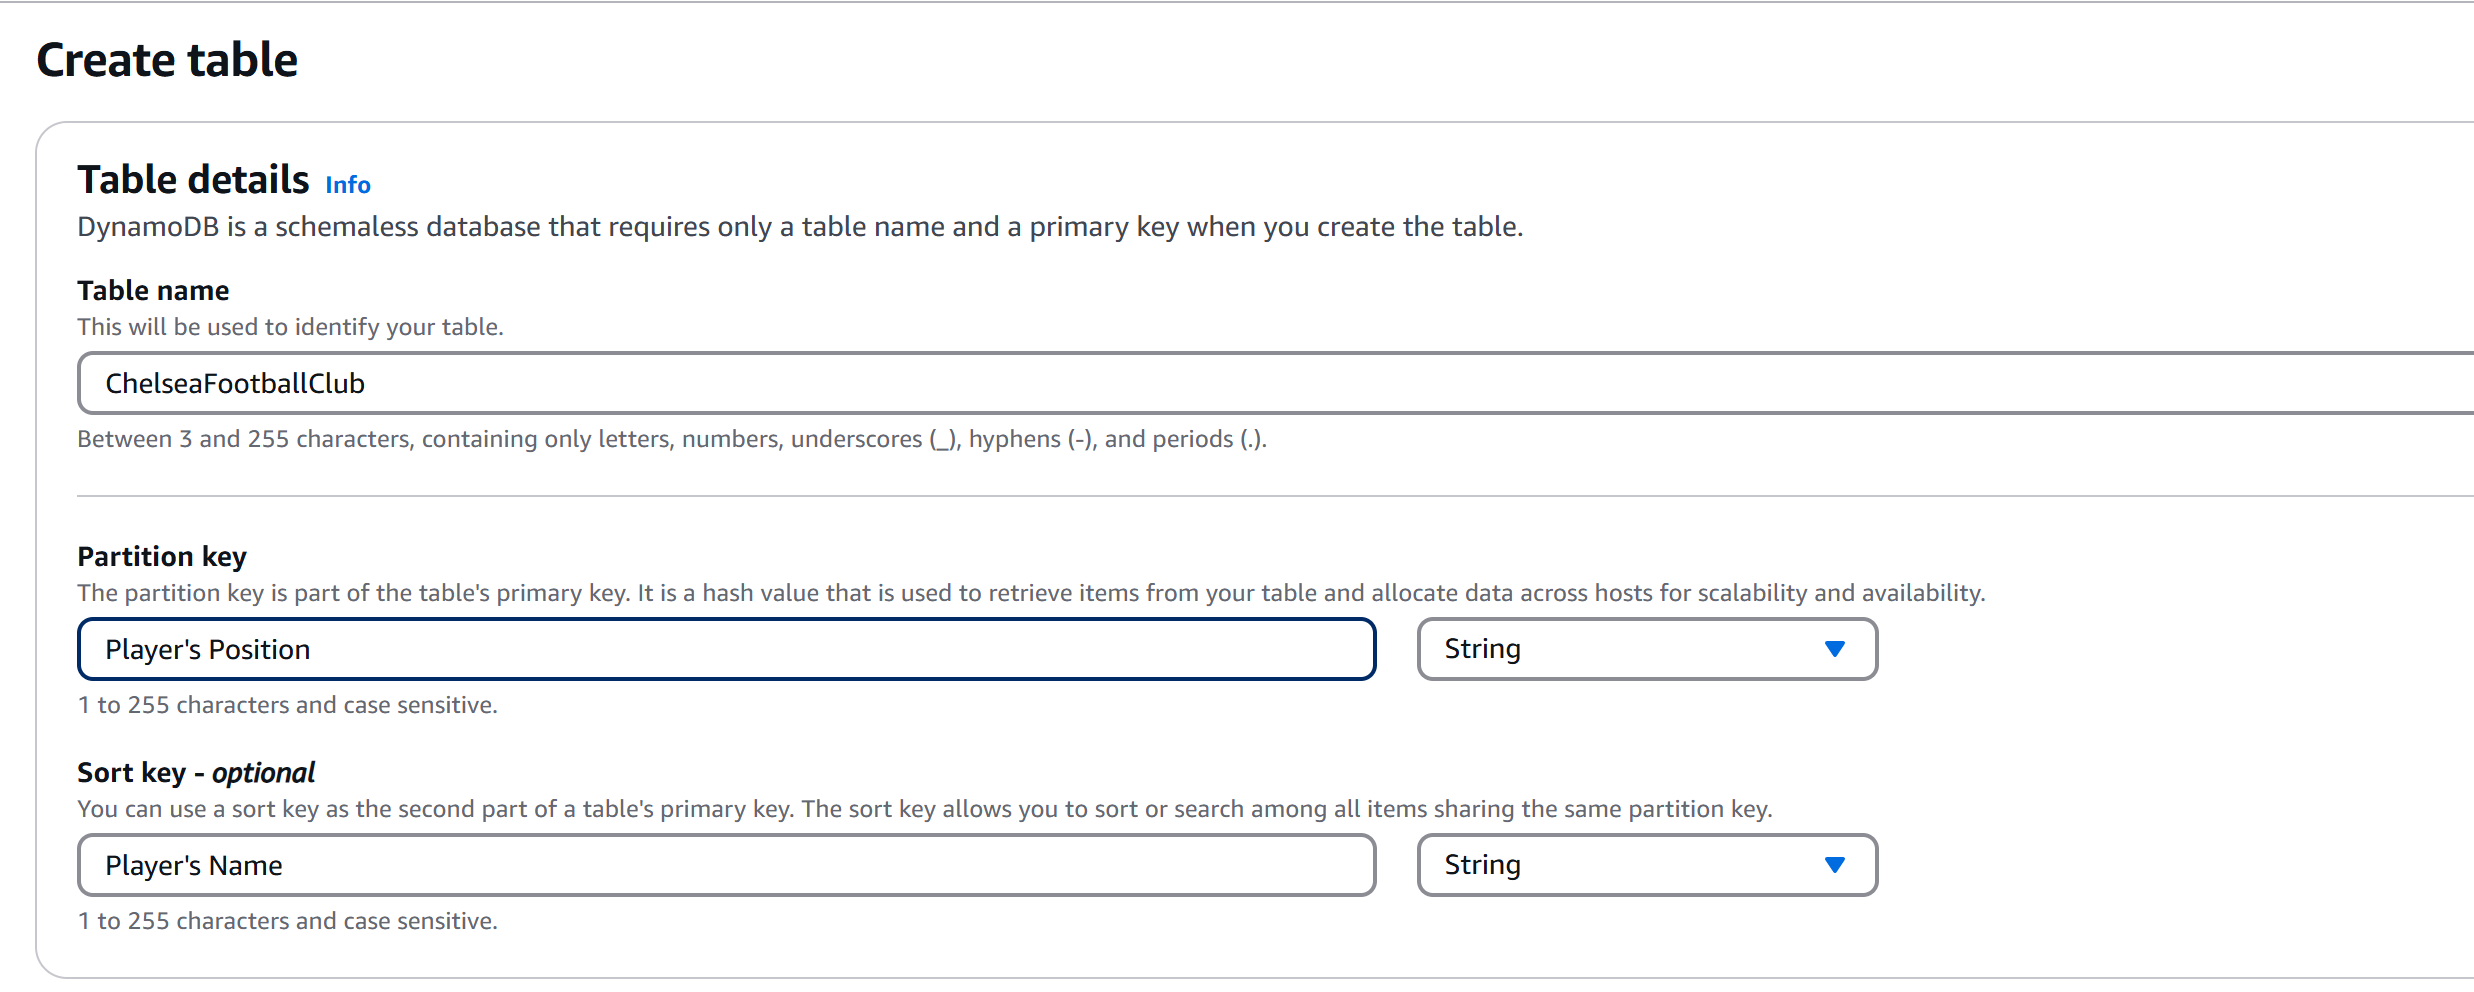 Create table
Table details Info
DynamoDB is a schemaless database that requires only a table name and a primary key when you create the table.
Table name
This will be used to identify your table.
ChelseaFootballClub
Between 3 and 255 characters, containing only letters, numbers, underscores (_), hyphens (-), and periods (.).
Partition key
The partition key is part of the table's primary key. It is a hash value that is used to retrieve items from your table and allocate data across hosts for scalability and availability.
Player's Position String
1 to 255 characters and case sensitive.
Sort key - optional
You can use a sort key as the second part of a table's primary key. The sort key allows you to sort or search among all items sharing the same partition key.
Player's Name String
1 to 255 characters and case sensitive.